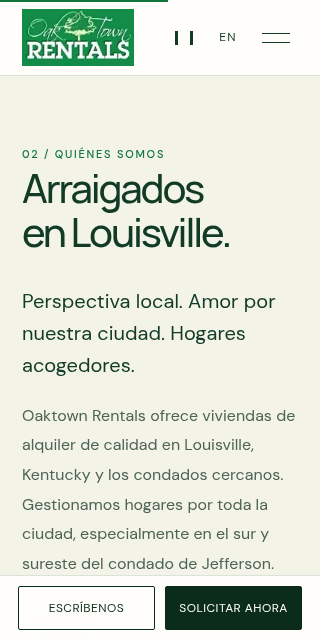 Oak Town
RENTALS
EN
02 / QUIÉNES SOMOS
Arraigados
en Louisville.
Perspectiva local. Amor por
nuestra ciudad. Hogares
acogedores.
Oaktown Rentals ofrece viviendas de
alquiler de calidad en Louisville,
Kentucky y los condados cercanos.
Gestionamos hogares por toda la
ciudad, especialmente en el sur y
sureste del condado de Jefferson.
ESCRÍBENOS
SOLICITAR AHORA